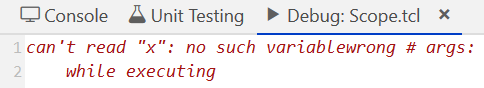 Console Unit Testing Debug: Scope.tcl ×
1 can't read "x": no such variablewrong # args:
2 while executing